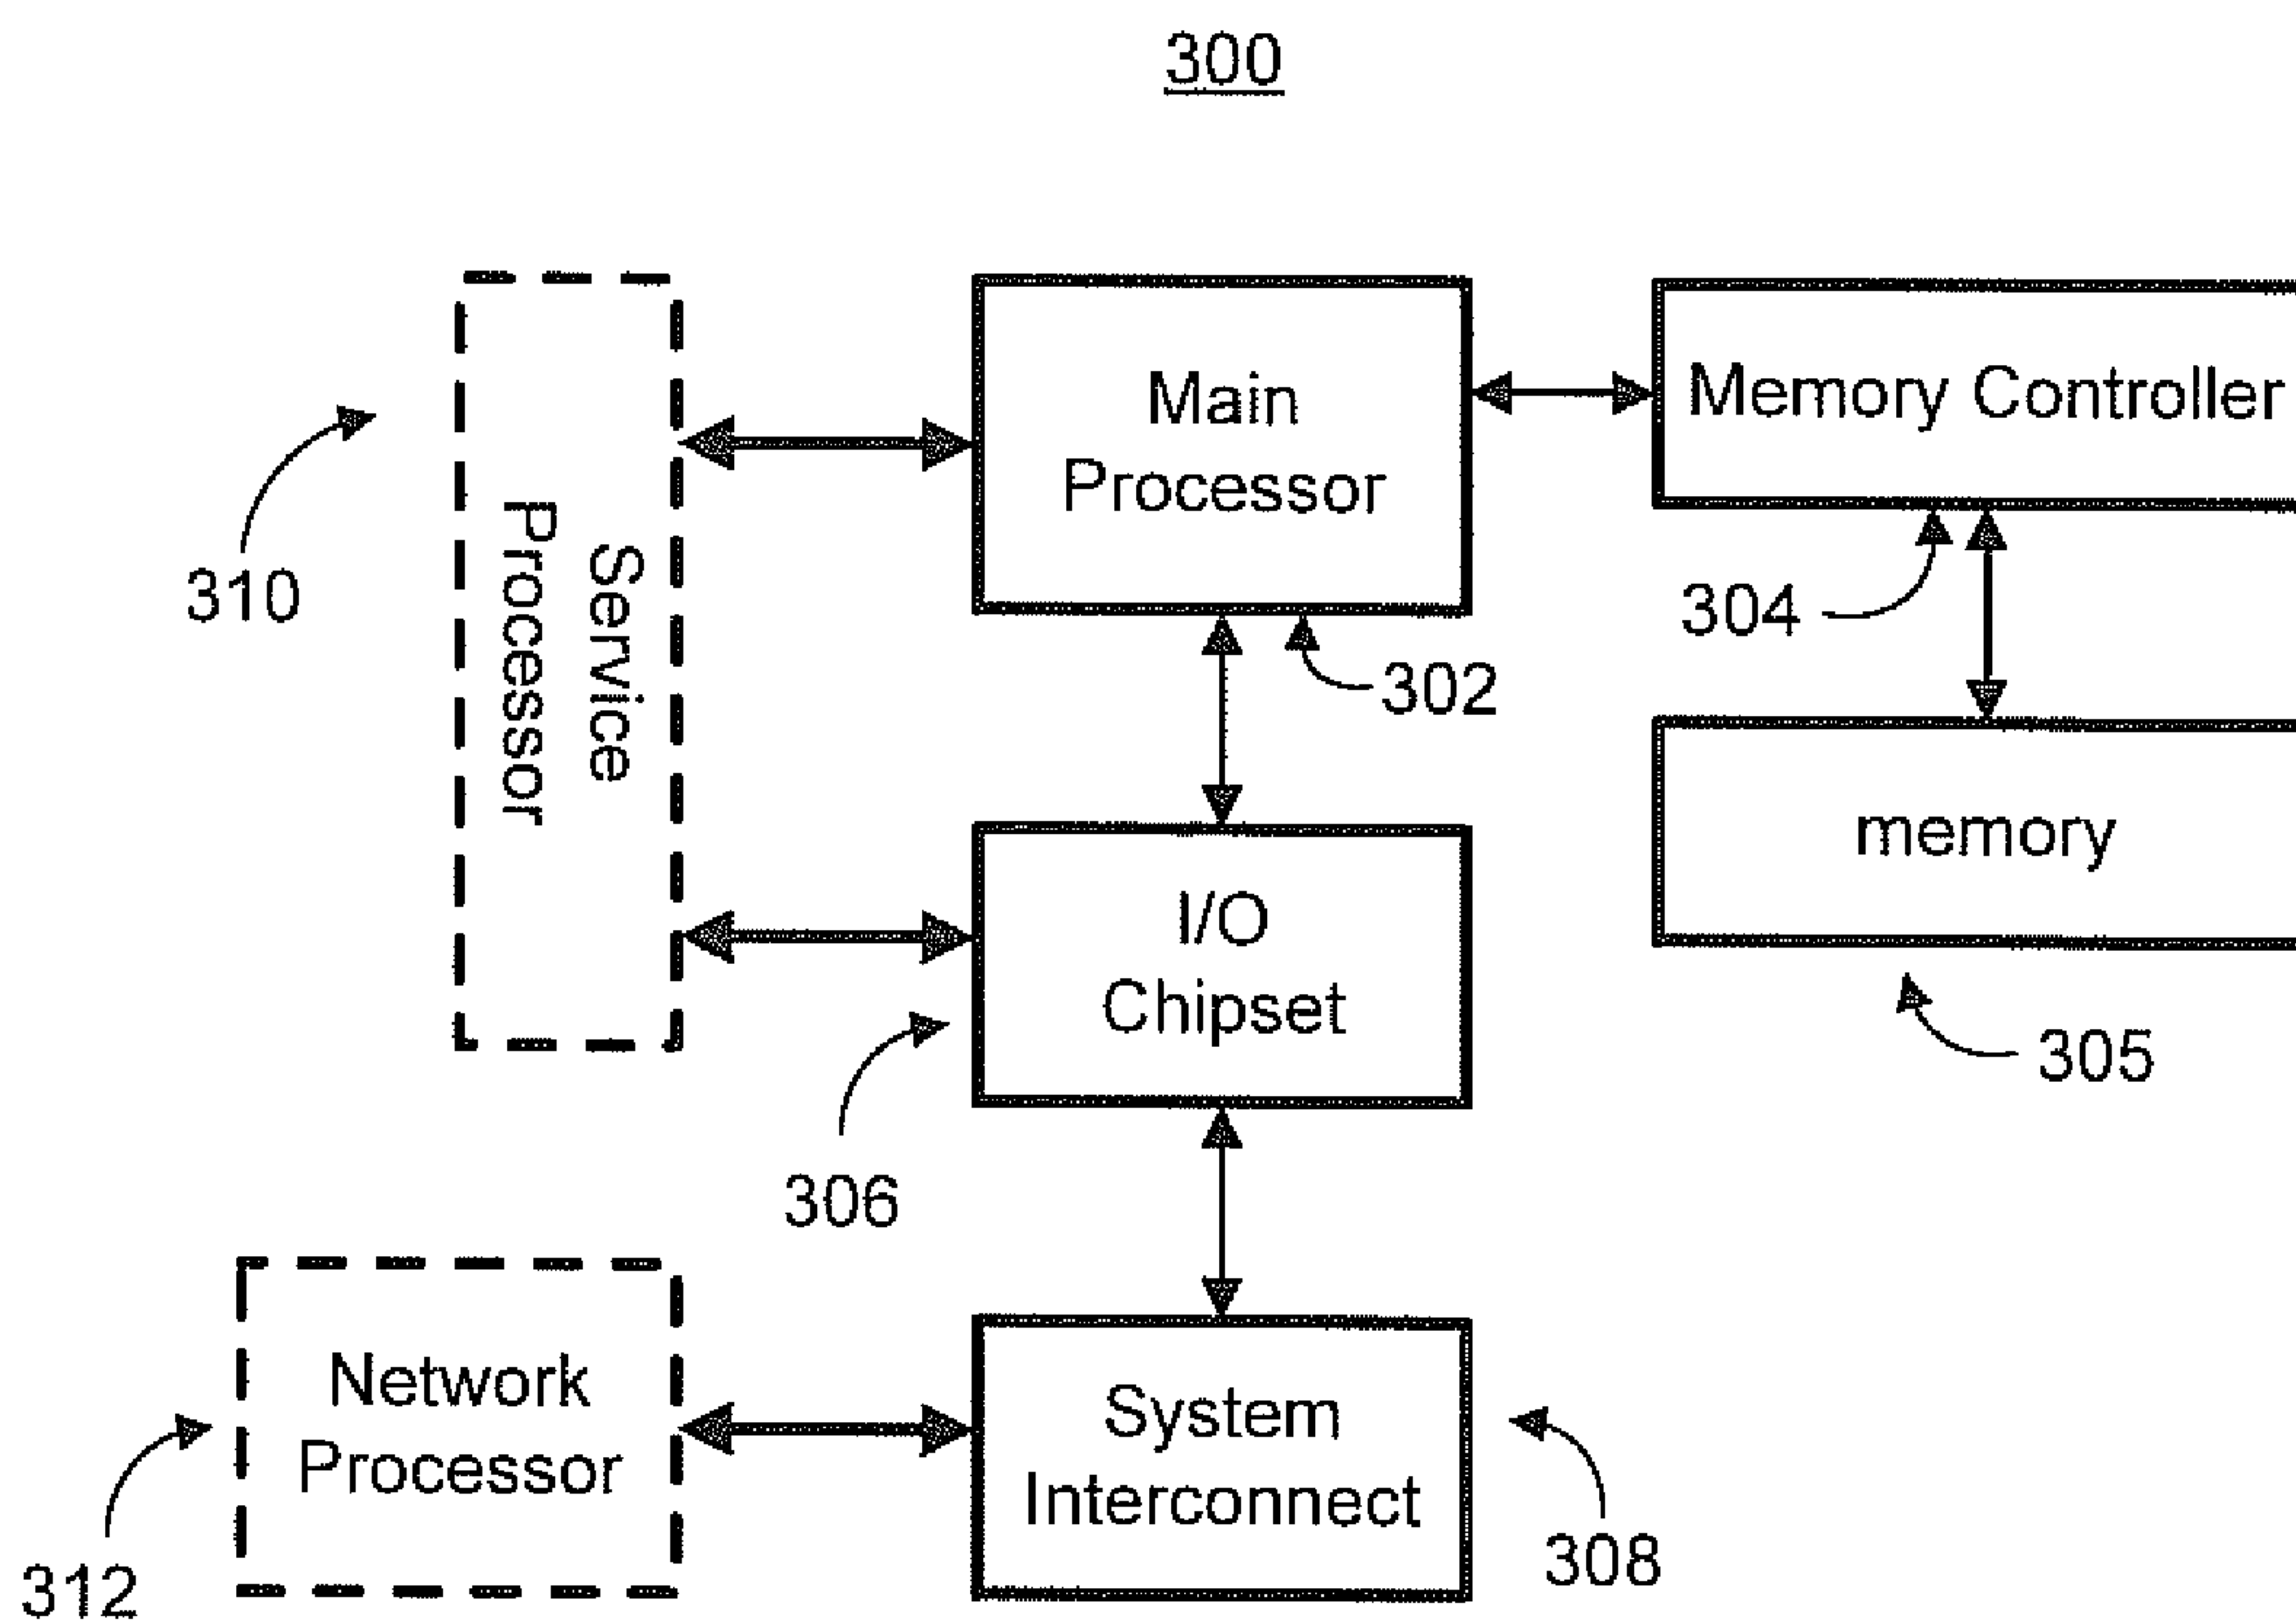 300
Main
Processor
Memory Controller
Service
Processor
310
304
302
memory
I/O
Chipset
305
306
Network
Processor
System
Interconnect
308
312